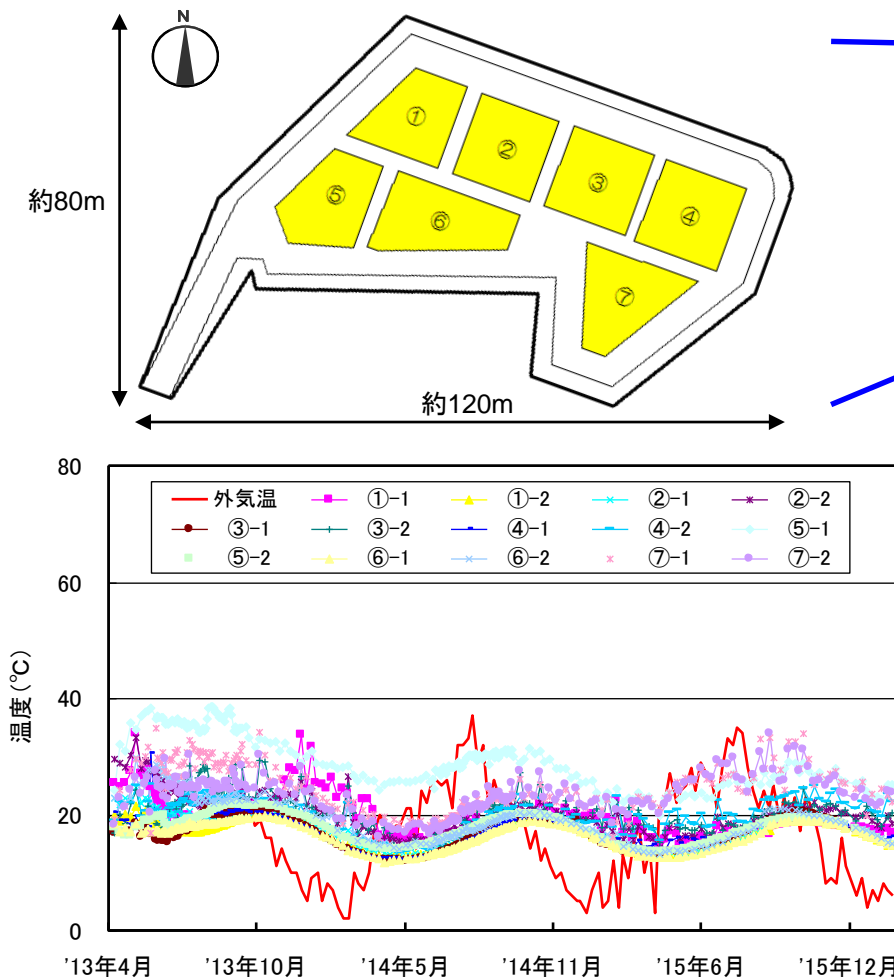 N
約80m
① ② ③ ④
⑤ ⑥ ⑦
約120m
80
外気温 ①-1 ①-2 ②-1 ②-2
③-1 ③-2 ④-1 ④-2 ⑤-1
⑤-2 ⑥-1 ⑥-2 ⑦-1 ⑦-2
60
温度(℃)
40
20
0
'13年4月 '13年10月 '14年5月 '14年11月 '15年6月 '15年12月